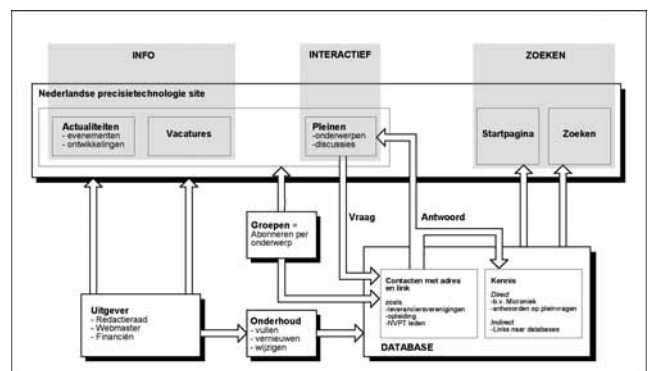 INFO
INTERACTIEF
ZOEKEN
Nederlandse precisietechnologie site
Actualiteiten
- evenementen
- ontwikkelingen
Vacatures
Pleinen
-onderwerpen
-discussies
Startpagina
Zoeken
Vraag
Antwoord
Groepen =
Abonneren per
onderwerp
Contacten met adres
en link
zoals
-leveranciersverenigingen
-opleiding
-NVPT leden
Kennis
Direct
-b.v. Microniek
-antwoorden op pleinvragen
Indirect
-Links naar databases
DATABASE
Uitgever
- Redactieraad
- Webmaster
- Financiën
Onderhoud
- vullen
- vernieuwen
- wijzigen